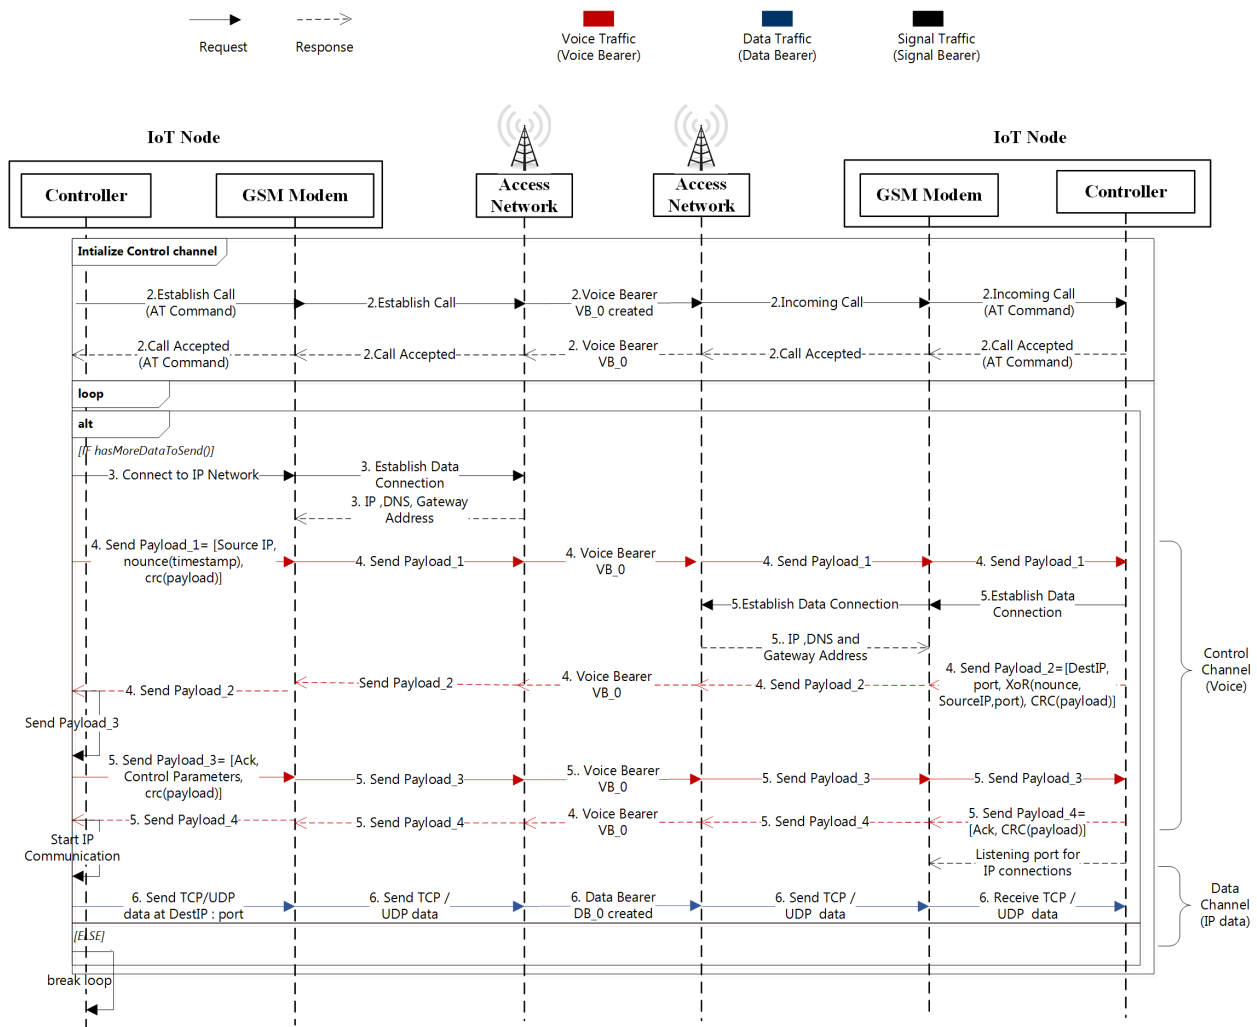 Request
Response
Voice Traffic
(Voice Bearer)
Data Traffic
(Data Bearer)
Signal Traffic
(Signal Bearer)
IoT Node
IoT Node
Controller
GSM Modem
Access
Network
Access
Network
GSM Modem
Controller
Intialize Control channel
2.Establish Call
(AT Command)
2.Establish Call
2.Voice Bearer
VB_0 created
2.Incoming Call
2.Incoming Call
(AT Command)
2.Call Accepted
(AT Command)
2.Call Accepted
2. Voice Bearer
VB_0
2.Call Accepted
2.Call Accepted
(AT Command)
loop
alt
[IF hasMoreDataToSend()]
3. Connect to IP Network
3. Establish Data
Connection
3. IP ,DNS, Gateway
Address
4. Send Payload_1= [Source IP,
nounce(timestamp),
crc(payload)]
4. Send Payload_1
4. Voice Bearer
VB_0
4. Send Payload_1
4. Send Payload_1
5.Establish Data Connection
5.Establish Data
Connection
5.. IP ,DNS and
Gateway Address
4. Send Payload_2
Send Payload_2
4. Voice Bearer
VB_0
4. Send Payload_2
4. Send Payload_2=[DestIP,
port, XoR(nounce,
SourceIP,port), CRC(payload)]
Control
Channel
(Voice)
Send Payload_3
5. Send Payload_3= [Ack,
Control Parameters,
crc(payload)]
5. Send Payload_3
5.. Voice Bearer
VB_0
5. Send Payload_3
5. Send Payload_3
5. Send Payload_4
5. Send Payload_4
4. Voice Bearer
VB_0
5. Send Payload_4
5. Send Payload_4=
[Ack, CRC(payload)]
Start IP
Communication
Listening port for
IP connections
6. Send TCP/UDP
data at DestIP : port
6. Send TCP /
UDP data
6. Data Bearer
DB_0 created
6. Send TCP /
UDP  data
6. Receive TCP /
UDP  data
Data
Channel
(IP data)
[ELSE]
break loop